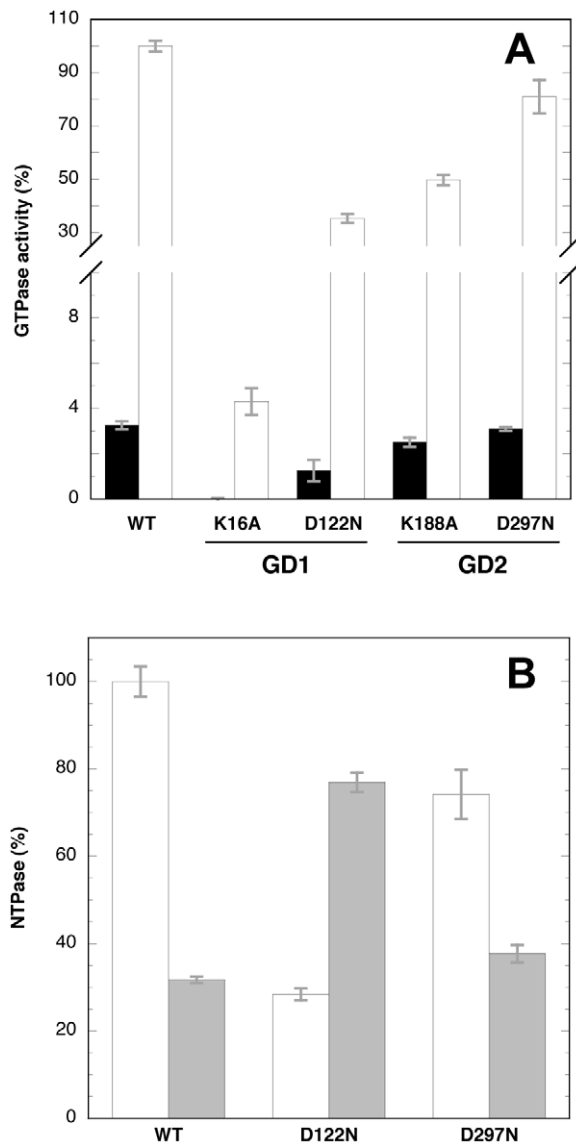 A
GTPase activity (%)
110
90
70
50
30
8
4
0
WT K16A D122N K188A D297N
GD1 GD2
B
NTPase (%)
100
80
60
40
20
0
WT D122N D297N